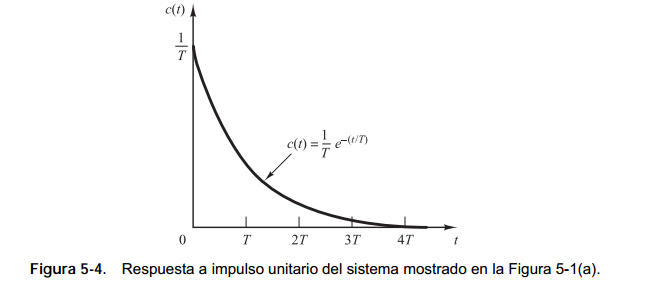 c(t)
1/T
c(t) = 1/T e^–(t/T)
0 T 2T 3T 4T t
Figura 5-4. Respuesta a impulso unitario del sistema mostrado en la Figura 5-1(a).